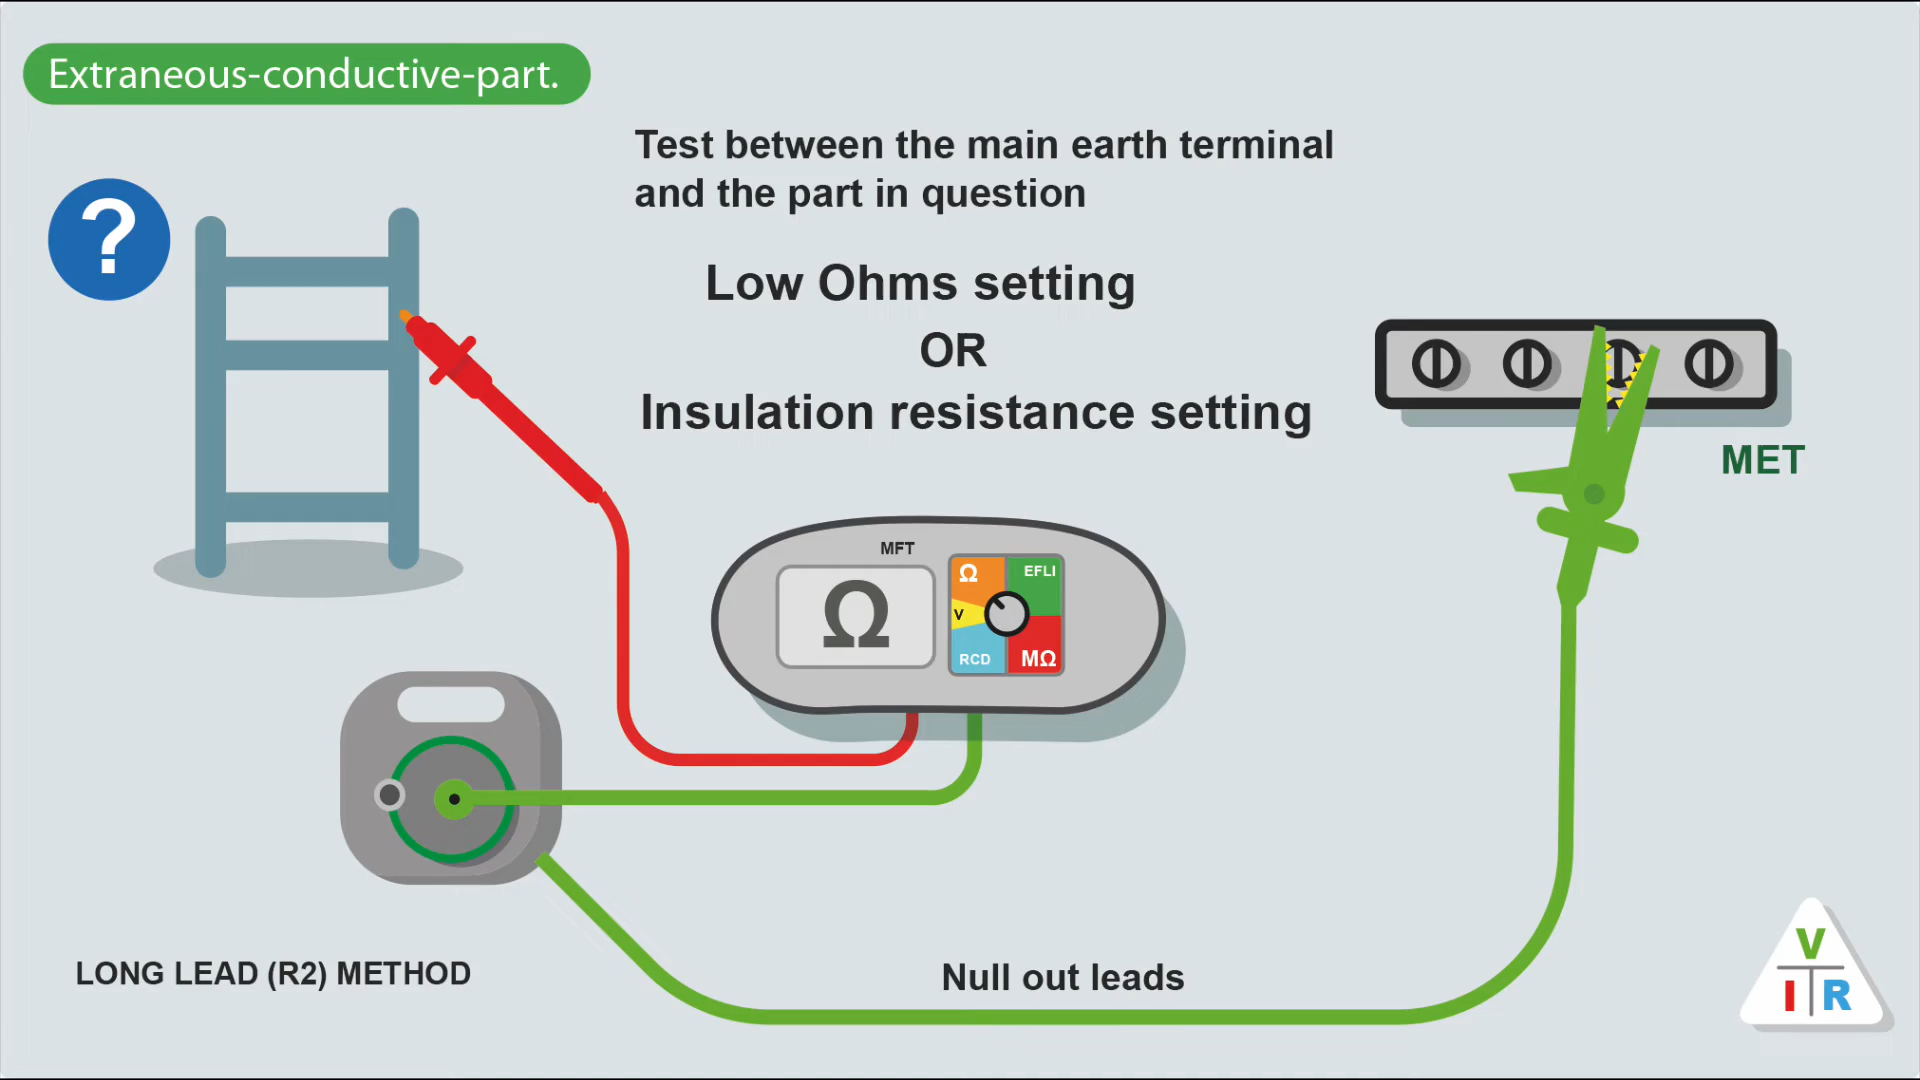 Extraneous-conductive-part.
Test between the main earth terminal
and the part in question
?
Low Ohms setting
OR
Insulation resistance setting
MET
MFT
Ω
Ω
EFLI
V
RCD
MΩ
LONG LEAD (R2) METHOD
Null out leads
V
I R